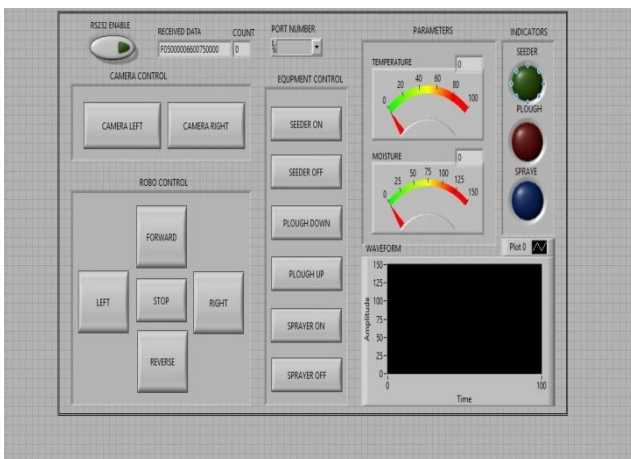 RS232 ENABLE
RECEIVED DATA
F05000006600750000
COUNT
0
PORT NUMBER
CAMERA CONTROL
CAMERA LEFT
CAMERA RIGHT
ROBO CONTROL
FORWARD
LEFT
STOP
RIGHT
REVERSE
EQUPMENT CONTROL
SEEDER ON
SEEDER OFF
PLOUGH DOWN
PLOUGH UP
SPRAYER ON
SPRAYER OFF
PARAMETERS
TEMPERATURE
0
0
20
40
60
80
100
MOISTURE
0
0
25
50
75
100
125
150
INDICATORS
SEEDER
PLOUGH
SPRAYE
WAVEFORM
Plot 0
Amplitude
150
125
100
75
50
25
0
0
100
Time